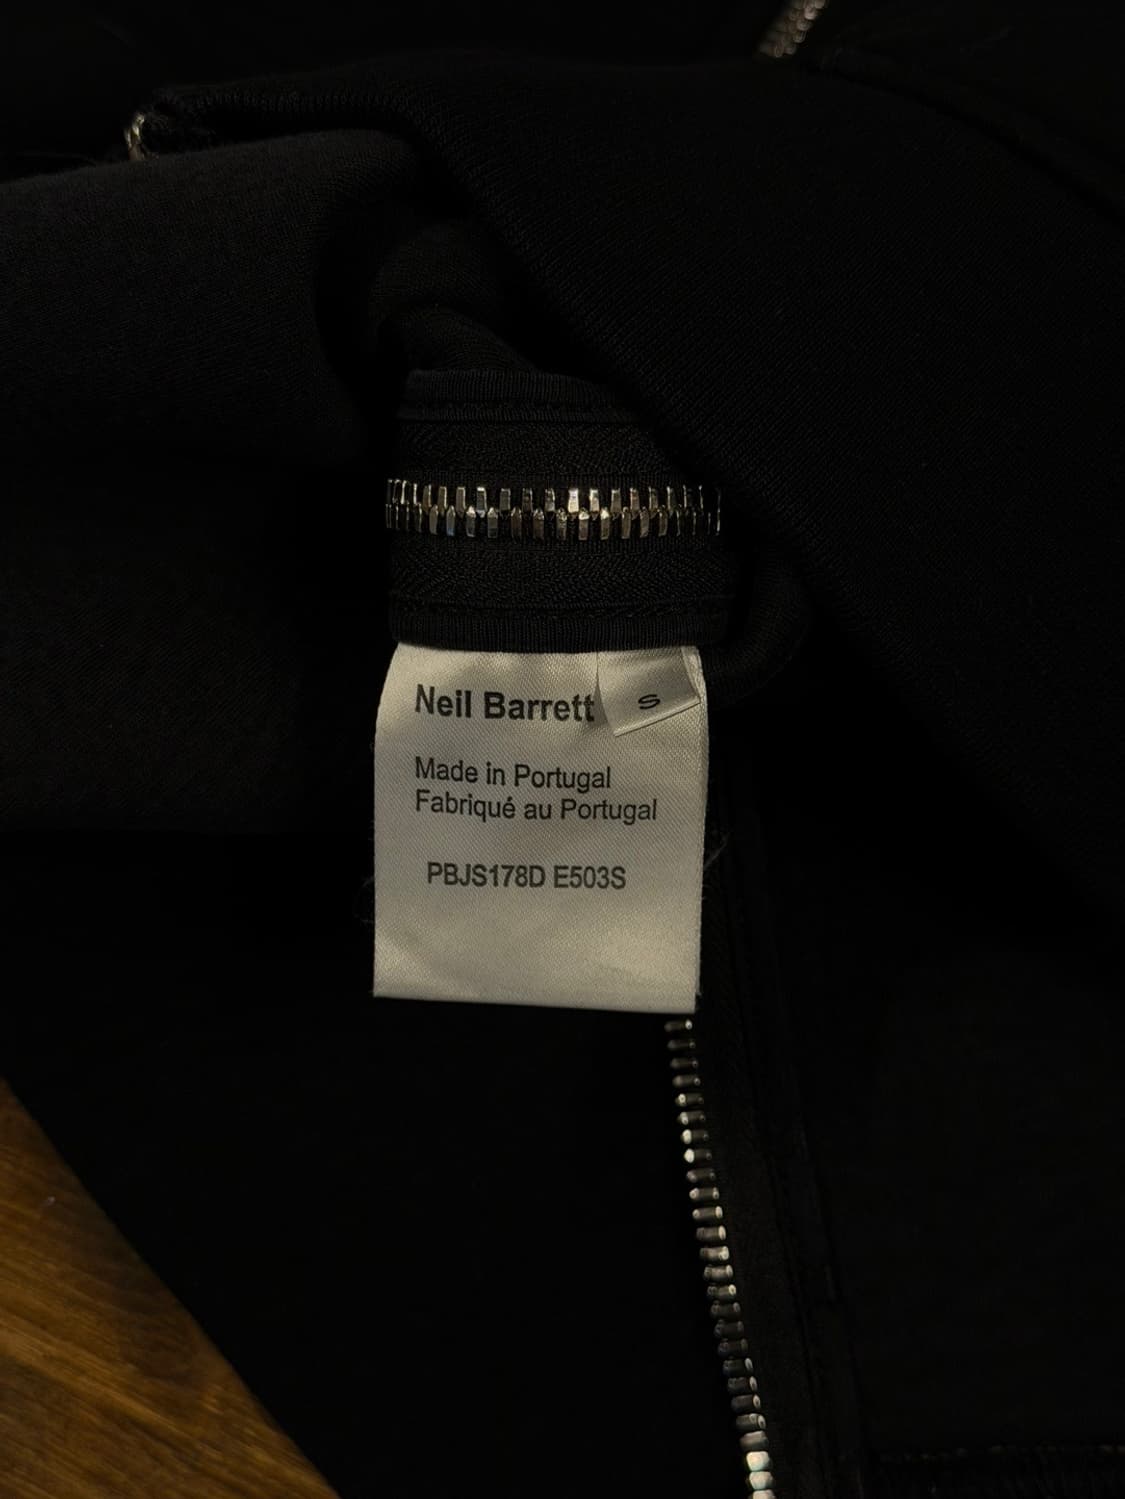 Neil Barrett
S
Made in Portugal
Fabriqué au Portugal
PBJS178D E503S